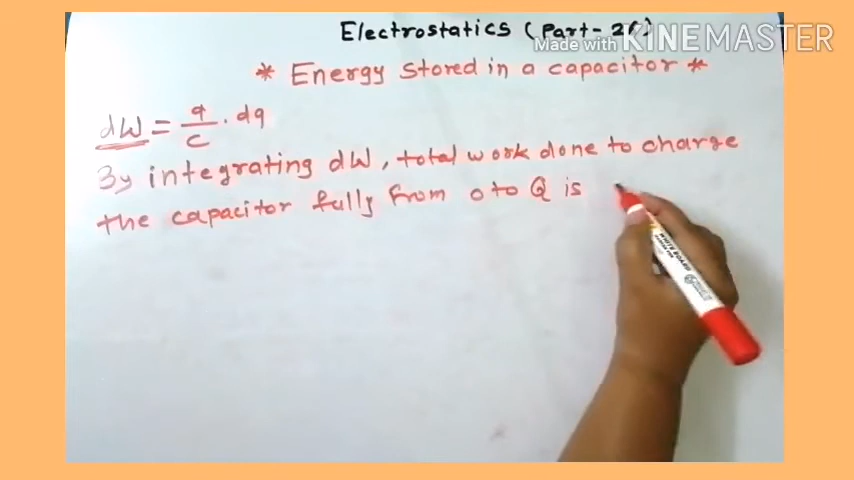 Electrostatics (Part-
Made with KINEMASTER
* Energy stored in a capacitor *
dW = q/C . dq
By integrating dW, total work done to charge
the capacitor fully from 0 to Q is